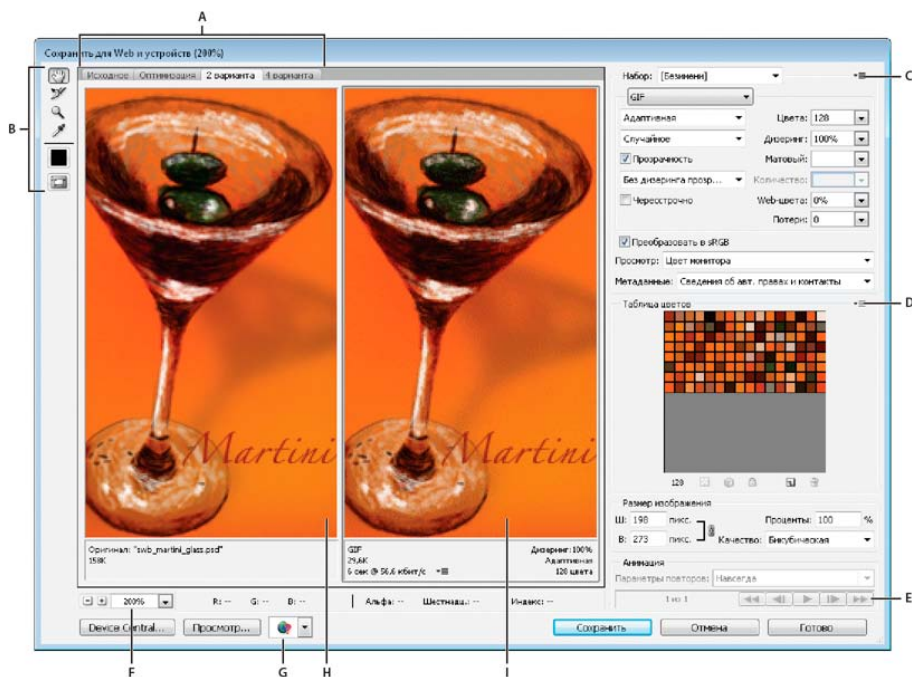 A
Сохранить для Web и устройств (200%)
B
Исходное Оптимизация 2 варианта 4 варианта
Набор: [Безимени]
C
GIF
Адаптивная Цвета: 128
Случайное Дизеринг: 100%
Прозрачность Матовый:
Без дизеринга прозр... Количество:
Чересстрочно Web-цвета: 0%
Потери: 0
Преобразовать в sRGB
Просмотр: Цвет монитора
Метаданные: Сведения об авт. правах и контакты
Таблица цветов
D
Martini
Martini
120
Размер изображения
Ш: 198 пикс. Проценты: 100 %
В: 273 пикс. Качество: Бикубическая
Оригинал: "swb_martini_glass.psd"
158K
GIF Дизеринг: 100%
29,6K Адаптивная
6 сек @ 56.6 кбит/с 120 цвета
Анимация
Параметры повторов: Навсегда
1 из 1
E
200% R: -- G: -- B: -- Альфа: -- Шестнадц.: -- Индекс: --
Device Central... Просмотр... Сохранить Отмена Готово
F G H I